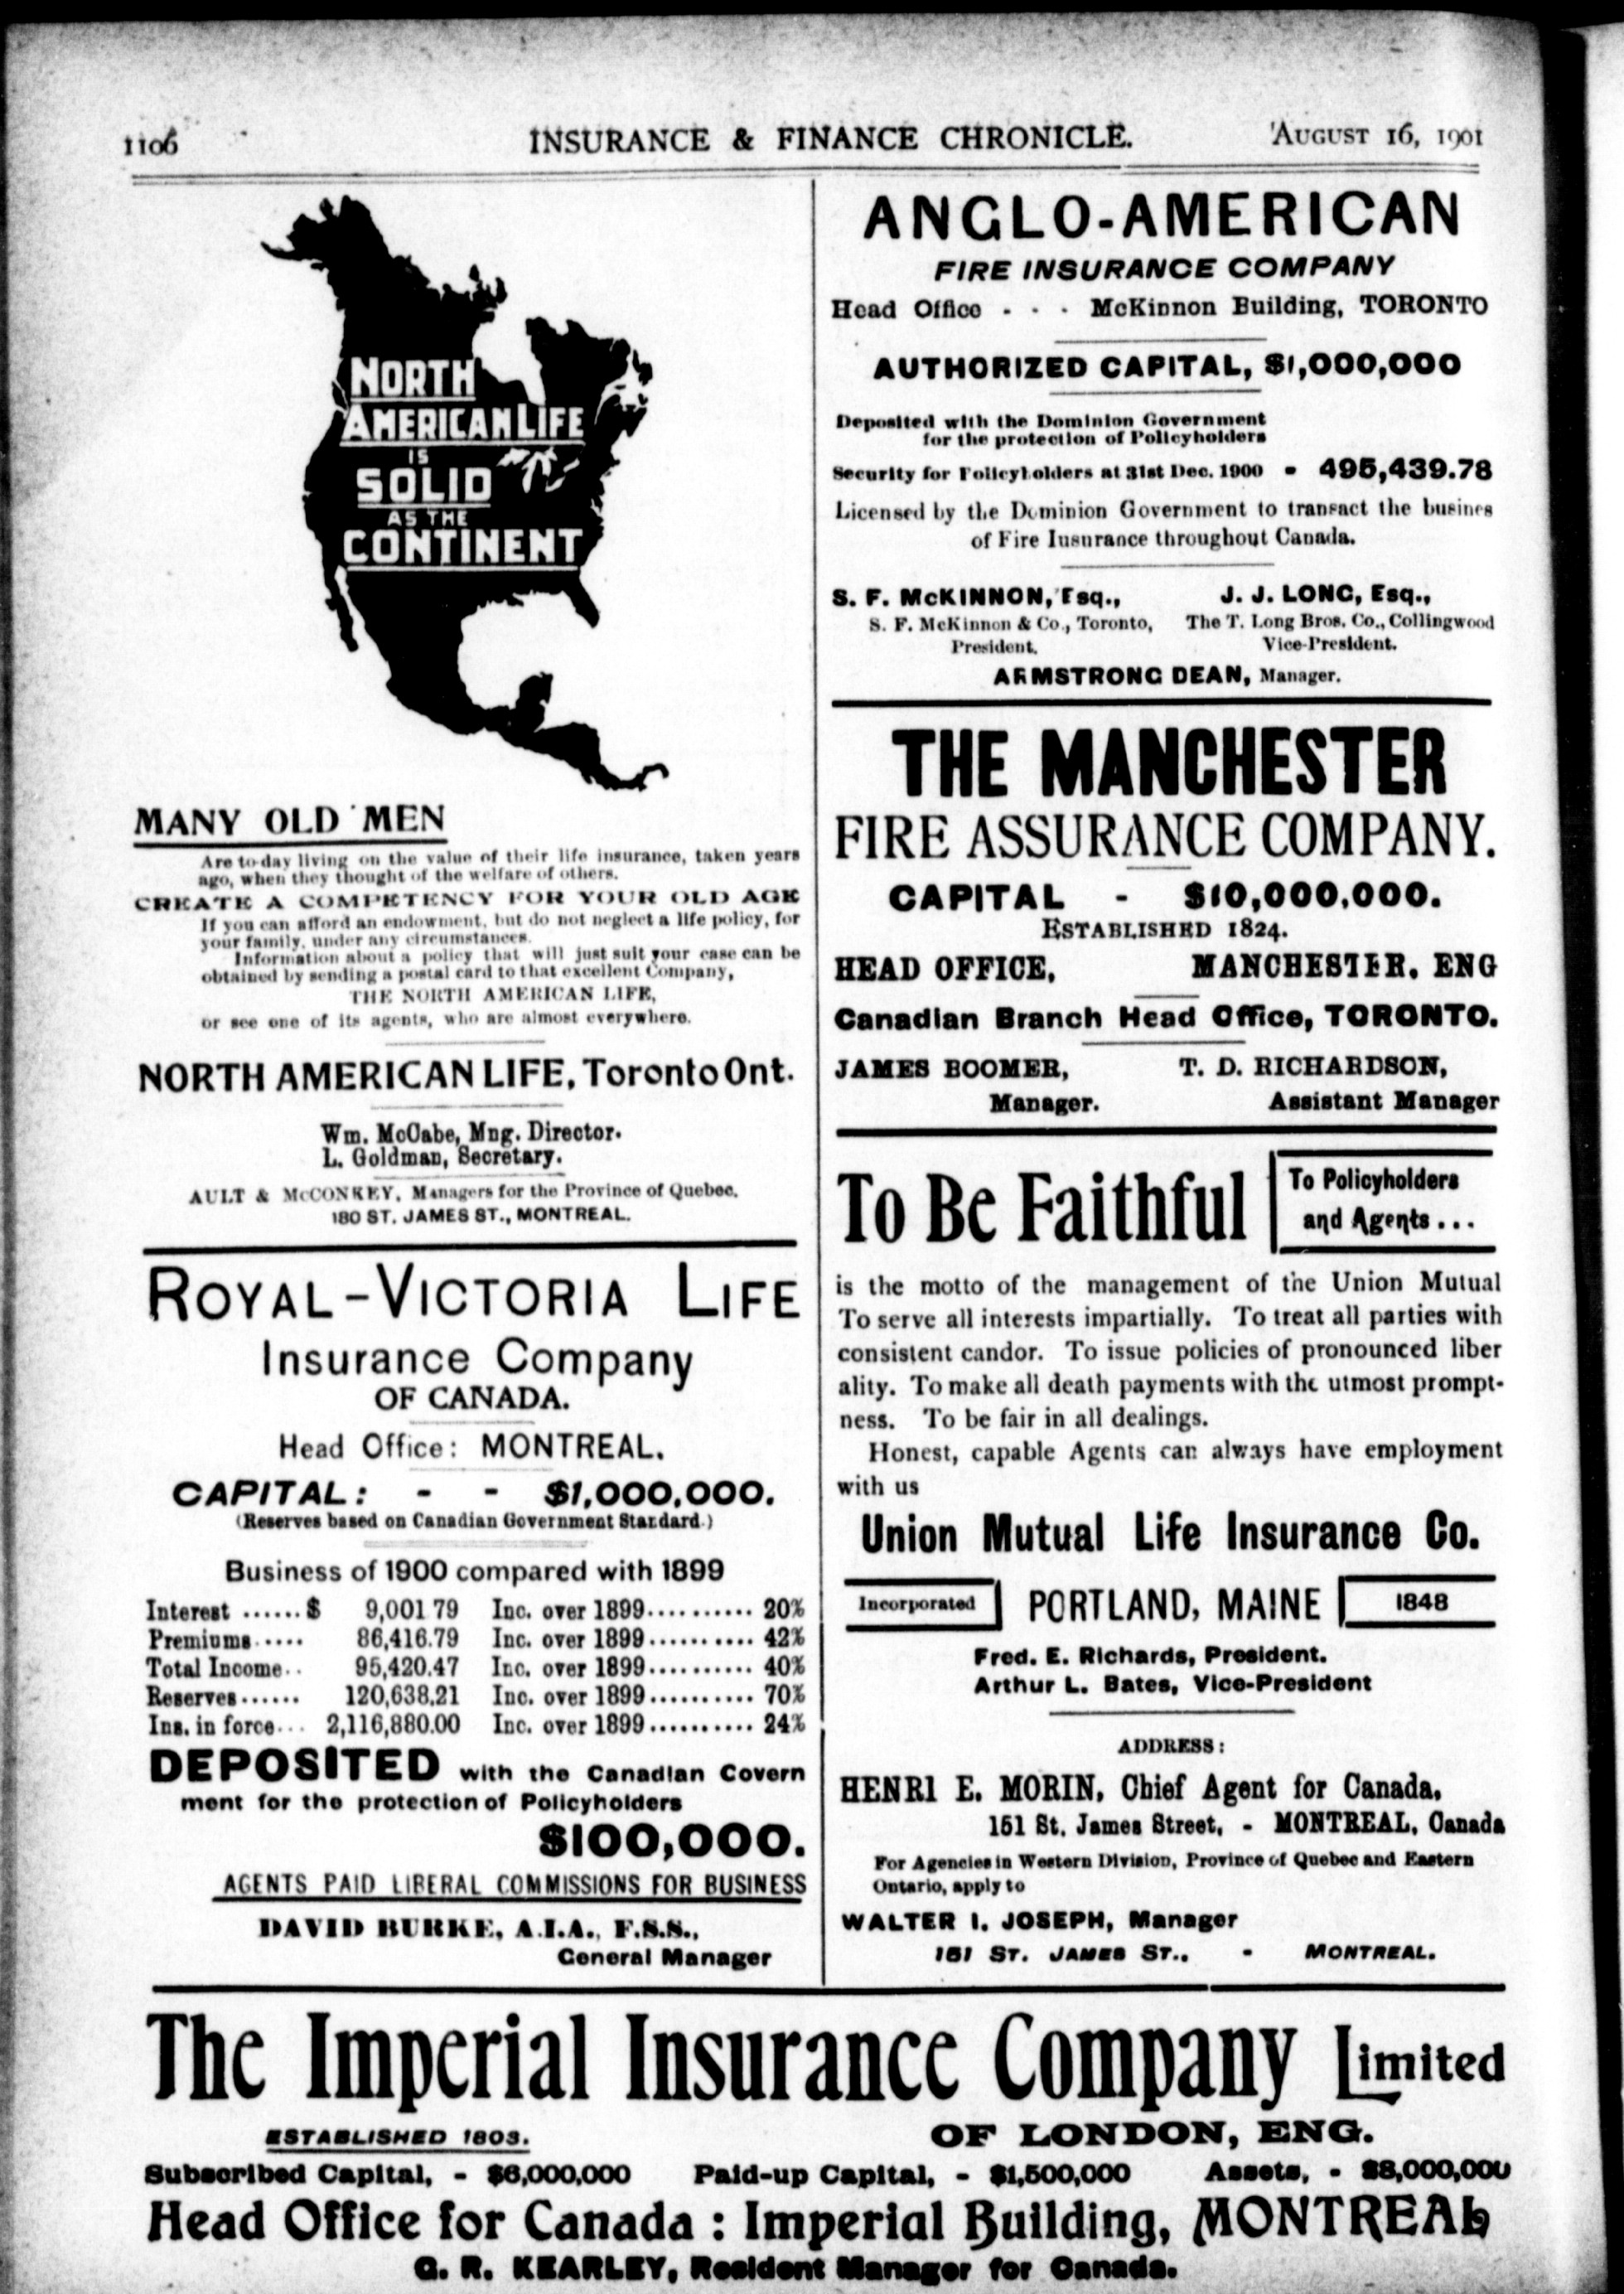 1106 INSURANCE & FINANCE CHRONICLE. AUGUST 16, 1901
NORTH
AMERICAN LIFE
IS
SOLID
AS THE
CONTINENT
MANY OLD MEN
Are to-day living on the value of their life insurance, taken years
ago, when they thought of the welfare of others.
CREATE A COMPETENCY FOR YOUR OLD AGE
If you can afford an endowment, but do not neglect a life policy, for
your family, under any circumstances.
Information about a policy that will just suit your case can be
obtained by sending a postal card to that excellent Company,
THE NORTH AMERICAN LIFE,
or see one of its agents, who are almost everywhere.
NORTH AMERICAN LIFE, Toronto Ont.
Wm. McCabe, Mng. Director.
L. Goldman, Secretary.
AULT & McCONKEY, Managers for the Province of Quebec.
180 ST. JAMES ST., MONTREAL.
ROYAL-VICTORIA LIFE
Insurance Company
OF CANADA.
Head Office: MONTREAL.
CAPITAL: - - $1,000,000.
(Reserves based on Canadian Government Standard.)
Business of 1900 compared with 1899
Interest ......$ 9,001 79 Inc. over 1899.......... 20%
Premiums..... 86,416.79 Inc. over 1899.......... 42%
Total Income.. 95,420.47 Inc. over 1899.......... 40%
Reserves...... 120,638.21 Inc. over 1899.......... 70%
Ins. in force... 2,116,880.00 Inc. over 1899.......... 24%
DEPOSITED with the Canadian Govern
ment for the protection of Policyholders
$100,000.
AGENTS PAID LIBERAL COMMISSIONS FOR BUSINESS
DAVID BURKE, A.I.A., F.S.S.,
General Manager
ANGLO-AMERICAN
FIRE INSURANCE COMPANY
Head Office - - - McKinnon Building, TORONTO
AUTHORIZED CAPITAL, $1,000,000
Deposited with the Dominion Government
for the protection of Policyholders
Security for Policyholders at 31st Dec. 1900 - 495,439.78
Licensed by the Dominion Government to transact the busines
of Fire Insurance throughout Canada.
S. F. McKINNON, Esq., J. J. LONG, Esq.,
S. F. McKinnon & Co., Toronto, The T. Long Bros. Co., Collingwood
President. Vice-President.
ARMSTRONG DEAN, Manager.
THE MANCHESTER
FIRE ASSURANCE COMPANY.
CAPITAL - $10,000,000.
ESTABLISHED 1824.
HEAD OFFICE, MANCHESTER, ENG
Canadian Branch Head Office, TORONTO.
JAMES BOOMER, T. D. RICHARDSON,
Manager. Assistant Manager
To Be Faithful To Policyholders
and Agents...
is the motto of the management of the Union Mutual
To serve all interests impartially. To treat all parties with
consistent candor. To issue policies of pronounced liber
ality. To make all death payments with the utmost prompt-
ness. To be fair in all dealings.
Honest, capable Agents can always have employment
with us
Union Mutual Life Insurance Co.
Incorporated PORTLAND, MAINE 1848
Fred. E. Richards, President.
Arthur L. Bates, Vice-President
ADDRESS:
HENRI E. MORIN, Chief Agent for Canada,
151 St. James Street, - MONTREAL, Canada
For Agencies in Western Division, Province of Quebec and Eastern
Ontario, apply to
WALTER I. JOSEPH, Manager
151 ST. JAMES ST., - MONTREAL.
The Imperial Insurance Company Limited
ESTABLISHED 1803. OF LONDON, ENG.
Subscribed Capital, - $6,000,000 Paid-up Capital, - $1,500,000 Assets, - $8,000,000
Head Office for Canada : Imperial Building, MONTREAL
G. R. KEARLEY, Resident Manager for Canada.